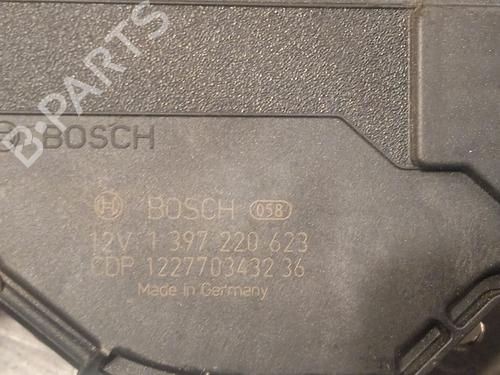 B-PARTS
BOSCH
BOSCH 058
12V 1 397 220 623
CDP 1227703432 36
Made in Germany